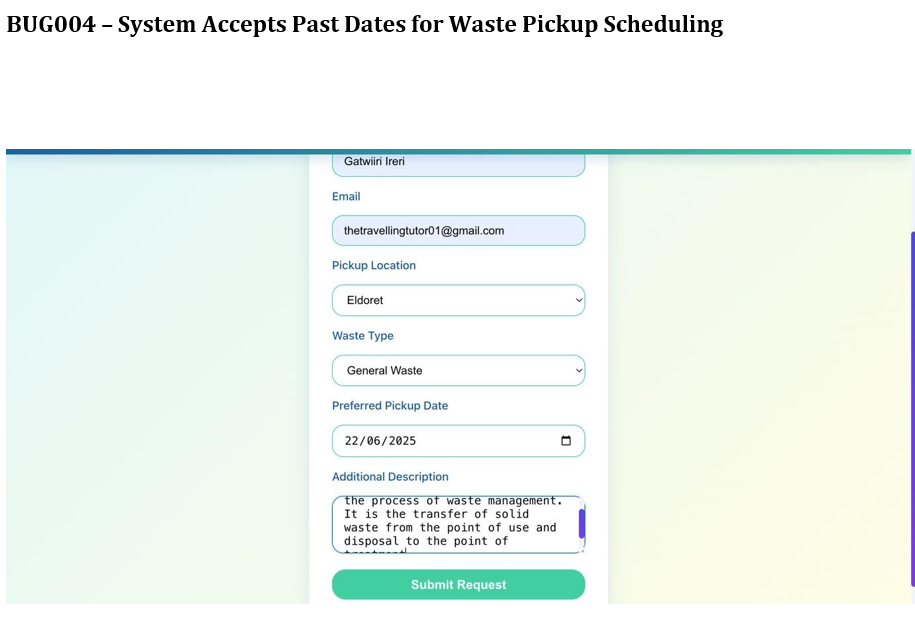 BUG004 – System Accepts Past Dates for Waste Pickup Scheduling
Gatwiiri Ireri
Email
thetravellingtutor01@gmail.com
Pickup Location
Eldoret
Waste Type
General Waste
Preferred Pickup Date
22/06/2025
Additional Description
the process of waste management.
It is the transfer of solid
waste from the point of use and
disposal to the point of
Submit Request